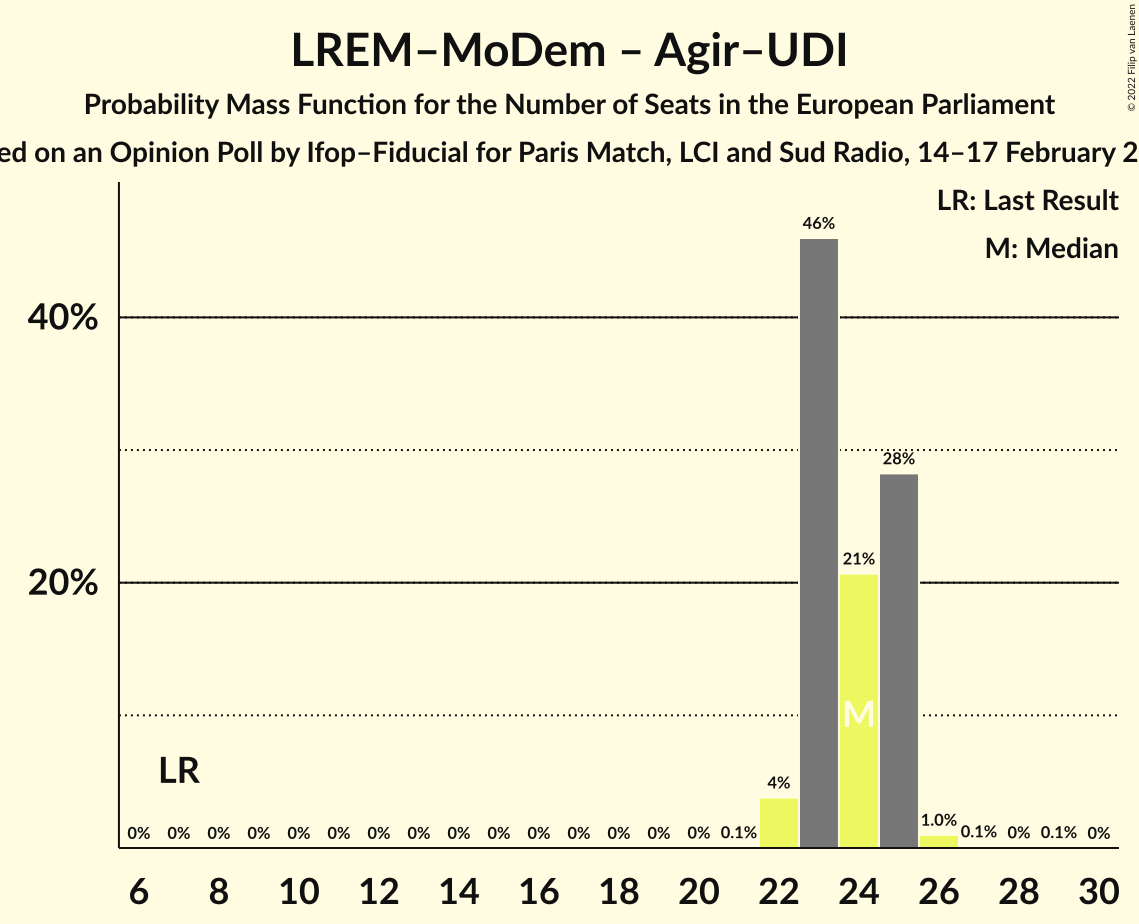 LREM–MoDem – Agir–UDI
Probability Mass Function for the Number of Seats in the European Parliament
ed on an Opinion Poll by Ifop–Fiducial for Paris Match, LCI and Sud Radio, 14–17 February 2
© 2022 Filip van Laenen
LR: Last Result
M: Median
46%
40%
28%
21%
20%
M
LR
4%
0% 0% 0% 0% 0% 0% 0% 0% 0% 0% 0% 0% 0% 0% 0% 0.1% 1.0% 0.1% 0% 0.1% 0%
6 8 10 12 14 16 18 20 22 24 26 28 30